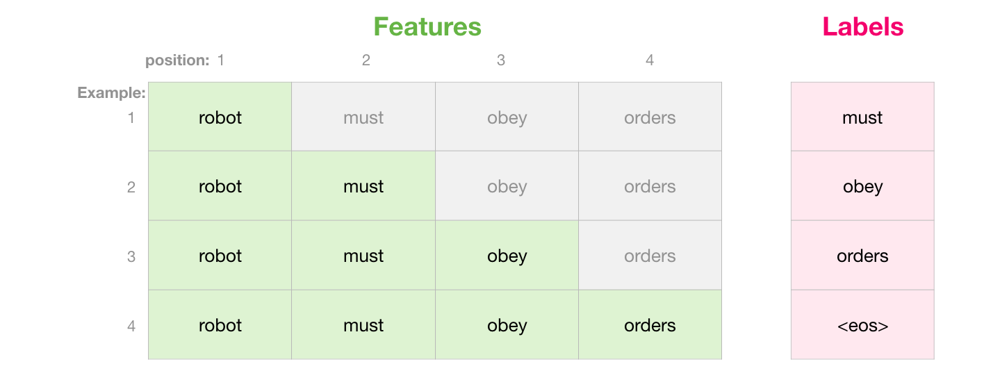 Features Labels
position: 1 2 3 4
Example:
1 robot must obey orders must
2 robot must obey orders obey
3 robot must obey orders orders
4 robot must obey orders <eos>